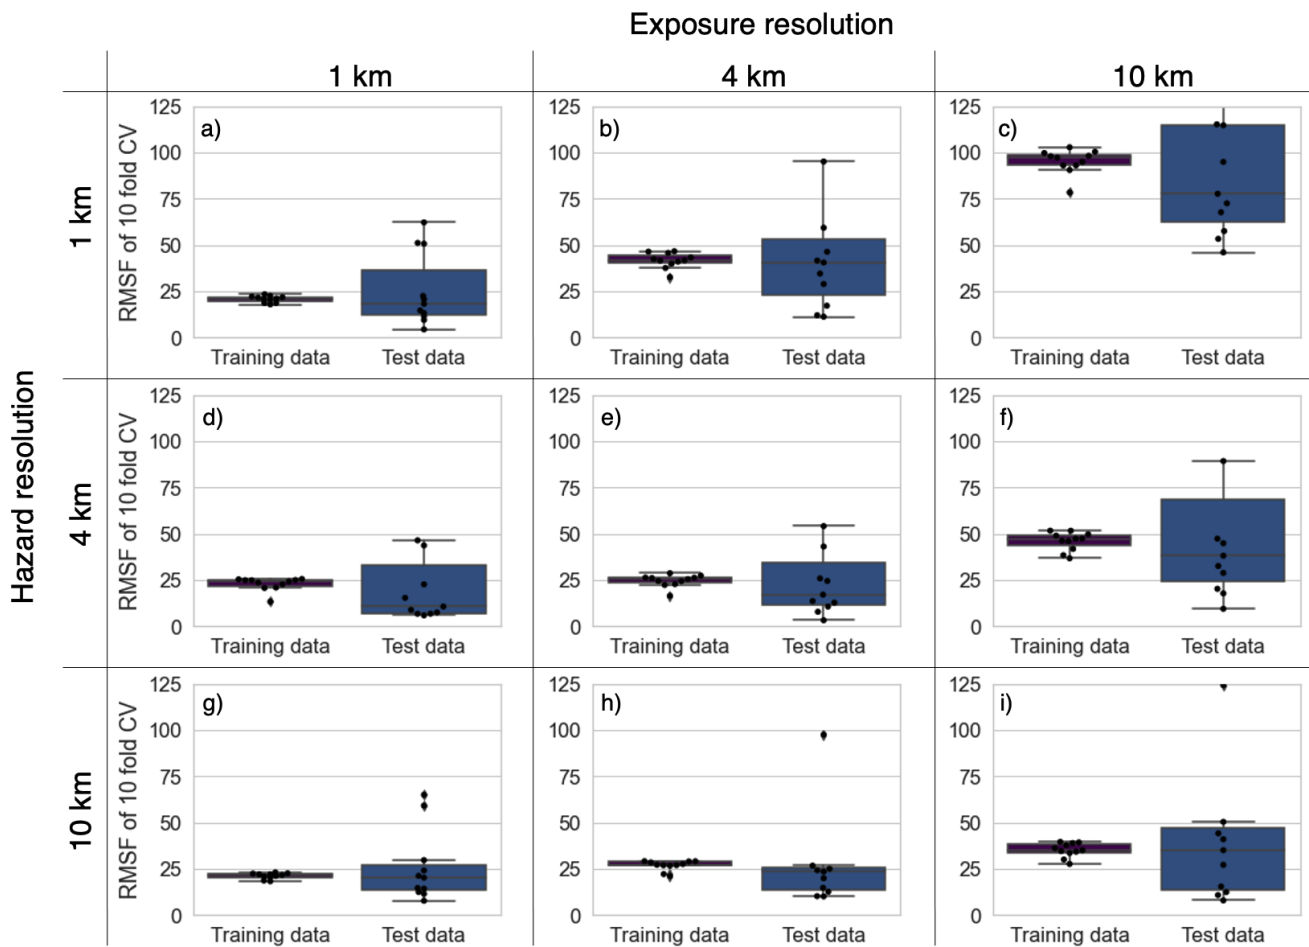 Exposure resolution
1 km 4 km 10 km
Hazard resolution
1 km
RMSF of 10 fold CV
125
100
75
50
25
0
a)
Training data Test data
125
100
75
50
25
0
b)
Training data Test data
125
100
75
50
25
0
c)
Training data Test data
4 km
RMSF of 10 fold CV
125
100
75
50
25
0
d)
Training data Test data
125
100
75
50
25
0
e)
Training data Test data
125
100
75
50
25
0
f)
Training data Test data
10 km
RMSF of 10 fold CV
125
100
75
50
25
0
g)
Training data Test data
125
100
75
50
25
0
h)
Training data Test data
125
100
75
50
25
0
i)
Training data Test data